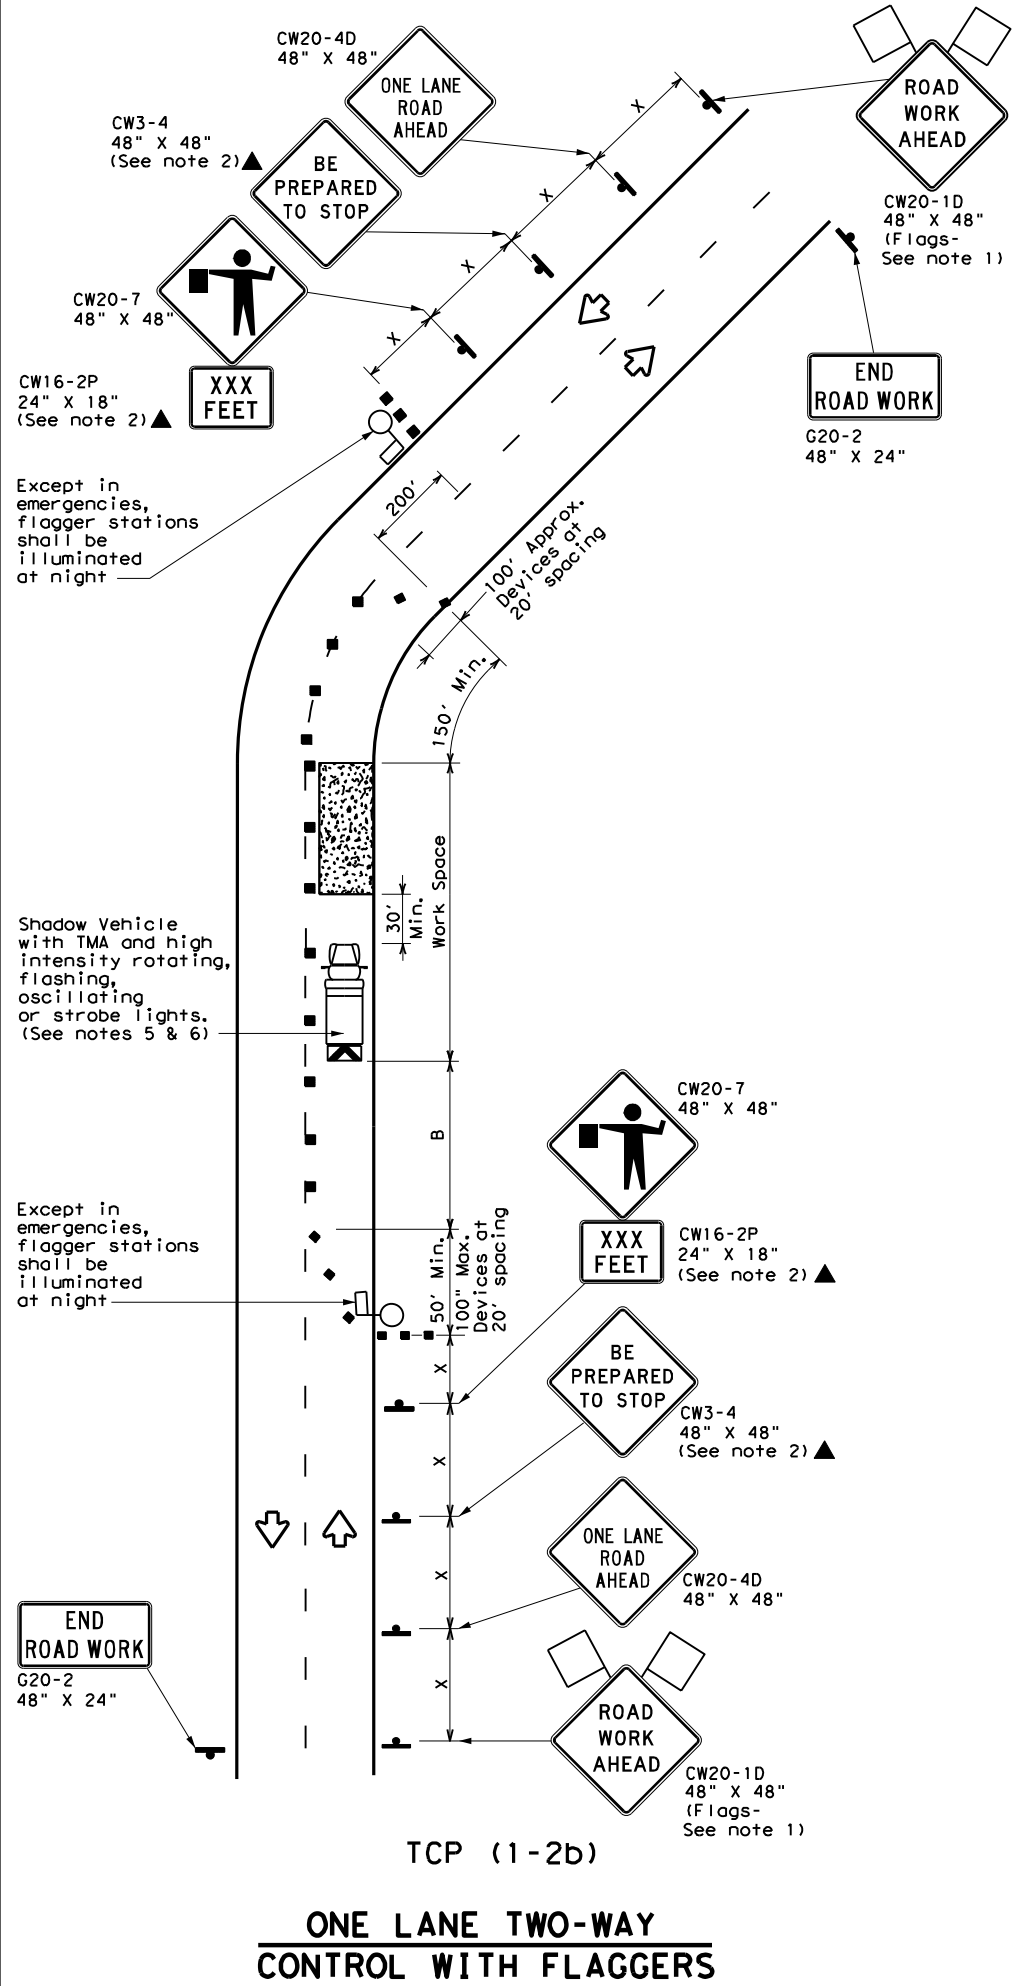 CW20-4D
48" X 48"
ONE LANE
ROAD
AHEAD
ROAD
WORK
AHEAD
CW20-1D
48" X 48"
(Flags-
See note 1)
CW3-4
48" X 48"
(See note 2)
BE
PREPARED
TO STOP
X
X
X
X
CW20-7
48" X 48"
CW16-2P
24" X 18"
(See note 2)
XXX
FEET
END
ROAD WORK
G20-2
48" X 24"
Except in
emergencies,
flagger stations
shall be
illuminated
at night
200'
100' Approx.
Devices at
20' spacing
150' Min.
Work Space
30'
Min.
Shadow Vehicle
with TMA and high
intensity rotating,
flashing,
oscillating
or strobe lights.
(See notes 5 & 6)
B
CW20-7
48" X 48"
XXX
FEET
CW16-2P
24" X 18"
(See note 2)
Except in
emergencies,
flagger stations
shall be
illuminated
at night
50' Min.
100" Max.
Devices at
20' spacing
X
BE
PREPARED
TO STOP
CW3-4
48" X 48"
(See note 2)
X
ONE LANE
ROAD
AHEAD
CW20-4D
48" X 48"
X
END
ROAD WORK
G20-2
48" X 24"
X
ROAD
WORK
AHEAD
CW20-1D
48" X 48"
(Flags-
See note 1)
TCP (1-2b)
ONE LANE TWO-WAY
CONTROL WITH FLAGGERS